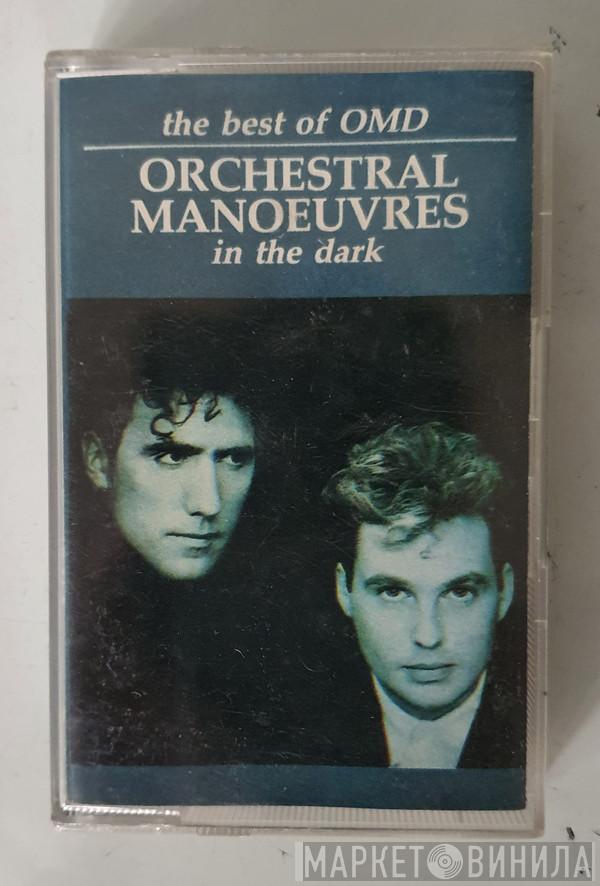 the best of OMD
ORCHESTRAL
MANOEUVRES
in the dark
МАРКЕТ ВИНИЛА